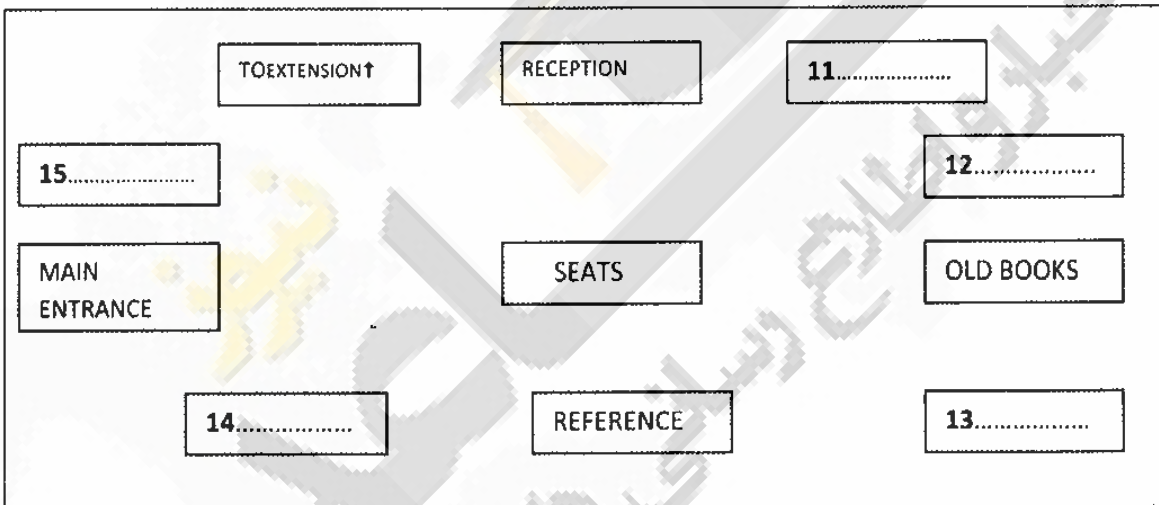 TOEXTENSION↑ RECEPTION 11.....................
15...................... 12...................
MAIN
ENTRANCE
SEATS OLD BOOKS
14.................. REFERENCE 13..................